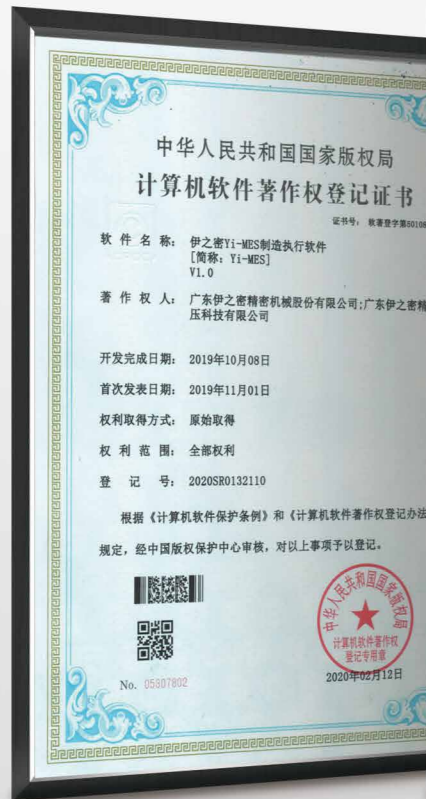 中华人民共和国国家版权局
计算机软件著作权登记证书
证书号： 软著登字第50108
软件名称： 伊之密Yi-MES制造执行软件
[简称：Yi-MES]
V1.0
著作权人： 广东伊之密精密机械股份有限公司;广东伊之密精
压科技有限公司
开发完成日期： 2019年10月08日
首次发表日期： 2019年11月01日
权利取得方式： 原始取得
权利范围： 全部权利
登记号： 2020SR0132110
根据《计算机软件保护条例》和《计算机软件著作权登记办法
规定，经中国版权保护中心审核，对以上事项予以登记。
中华人民共和国国家版权局
计算机软件著作权
登记专用章
No. 05307802
2020年02月12日